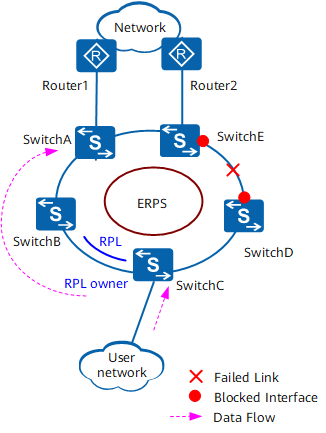 Network
R
R
Router1
Router2
SwitchA
SwitchE
S
S
ERPS
S
S
SwitchB
RPL
SwitchD
RPL owner
S
SwitchC
User
network
Failed Link
Blocked Interface
Data Flow